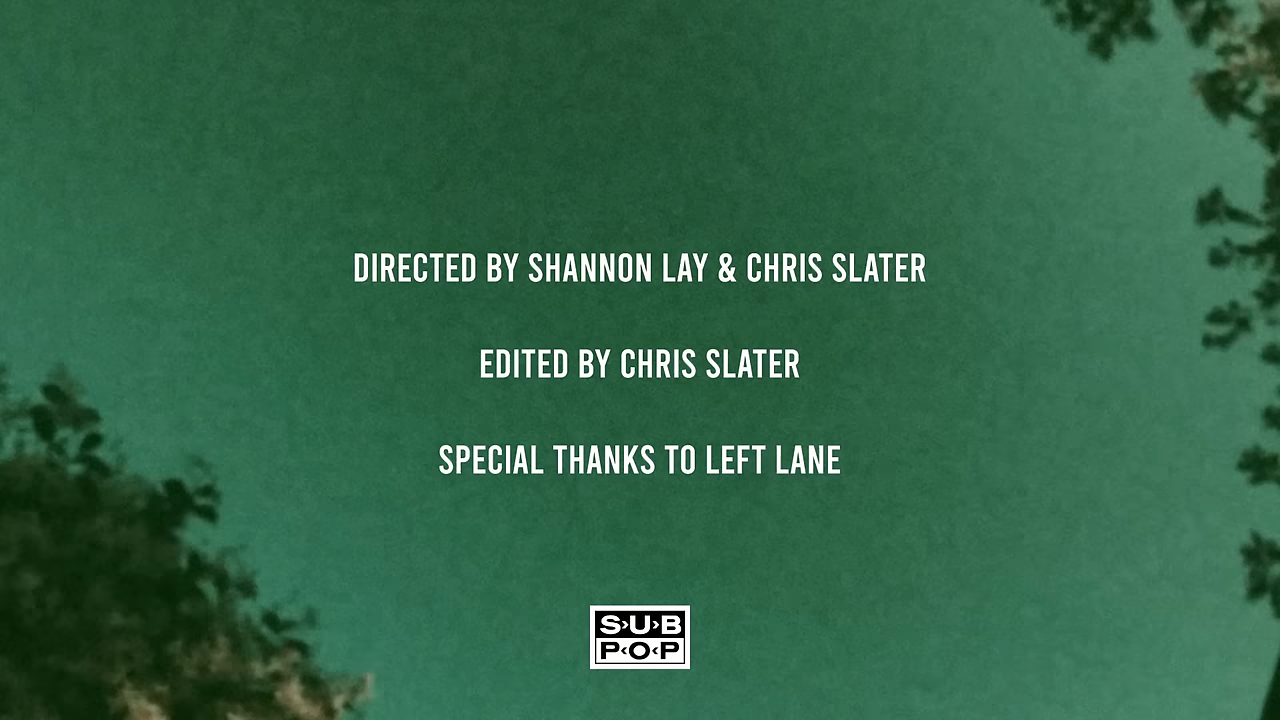 DIRECTED BY SHANNON LAY & CHRIS SLATER
EDITED BY CHRIS SLATER
SPECIAL THANKS TO LEFT LANE
SUB
POP